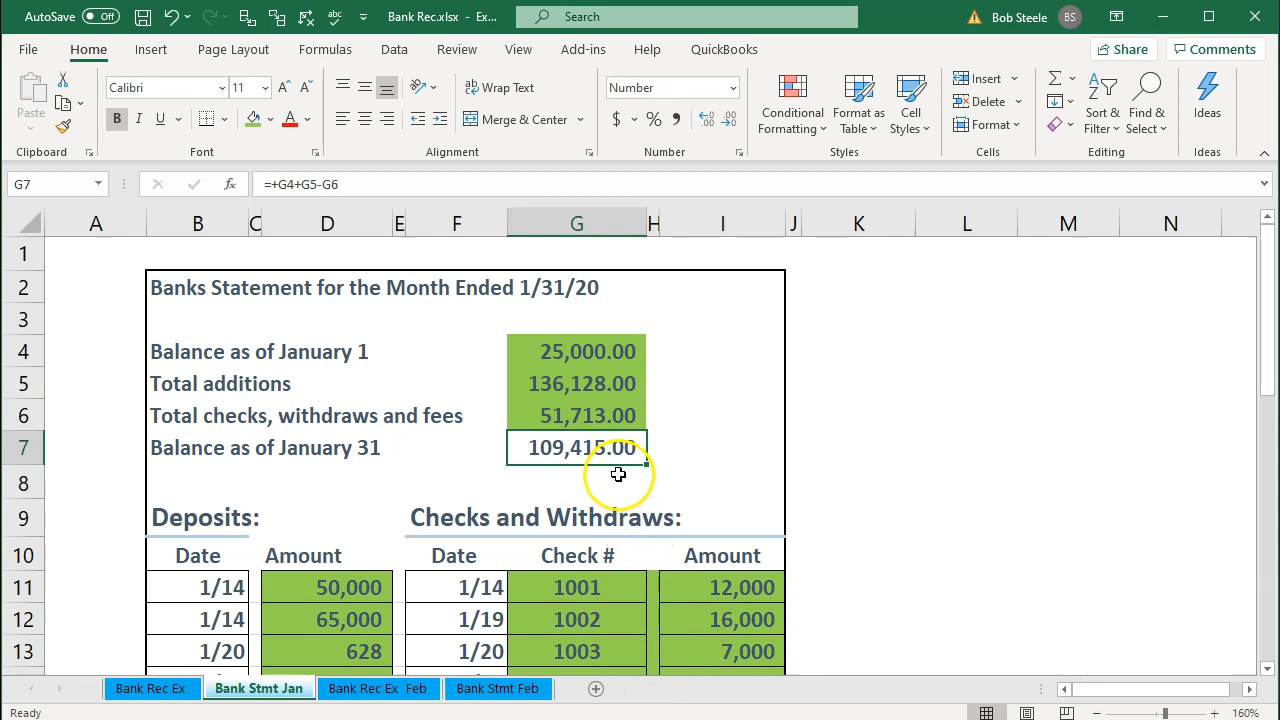 AutoSave Off Bank Rec.xlsx - Ex... Search Bob Steele BS
File Home Insert Page Layout Formulas Data Review View Add-ins Help QuickBooks Share Comments
Paste Calibri 11 Wrap Text Number Conditional Formatting Format as Table Cell Styles Insert Sort & Filter Find & Select Ideas
B I U Merge & Center $ % Delete
Format
Clipboard Font Alignment Number Styles Cells Editing Ideas
G7 fx =+G4+G5-G6
A B C D E F G H I J K L M N
1
2 Banks Statement for the Month Ended 1/31/20
3
4 Balance as of January 1 25,000.00
5 Total additions 136,128.00
6 Total checks, withdraws and fees 51,713.00
7 Balance as of January 31 109,415.00
8
9 Deposits: Checks and Withdraws:
10 Date Amount Date Check # Amount
11 1/14 50,000 1/14 1001 12,000
12 1/14 65,000 1/19 1002 16,000
13 1/20 628 1/20 1003 7,000
Bank Rec Ex Bank Stmt Jan Bank Rec Ex Feb Bank Stmt Feb
Ready 160%